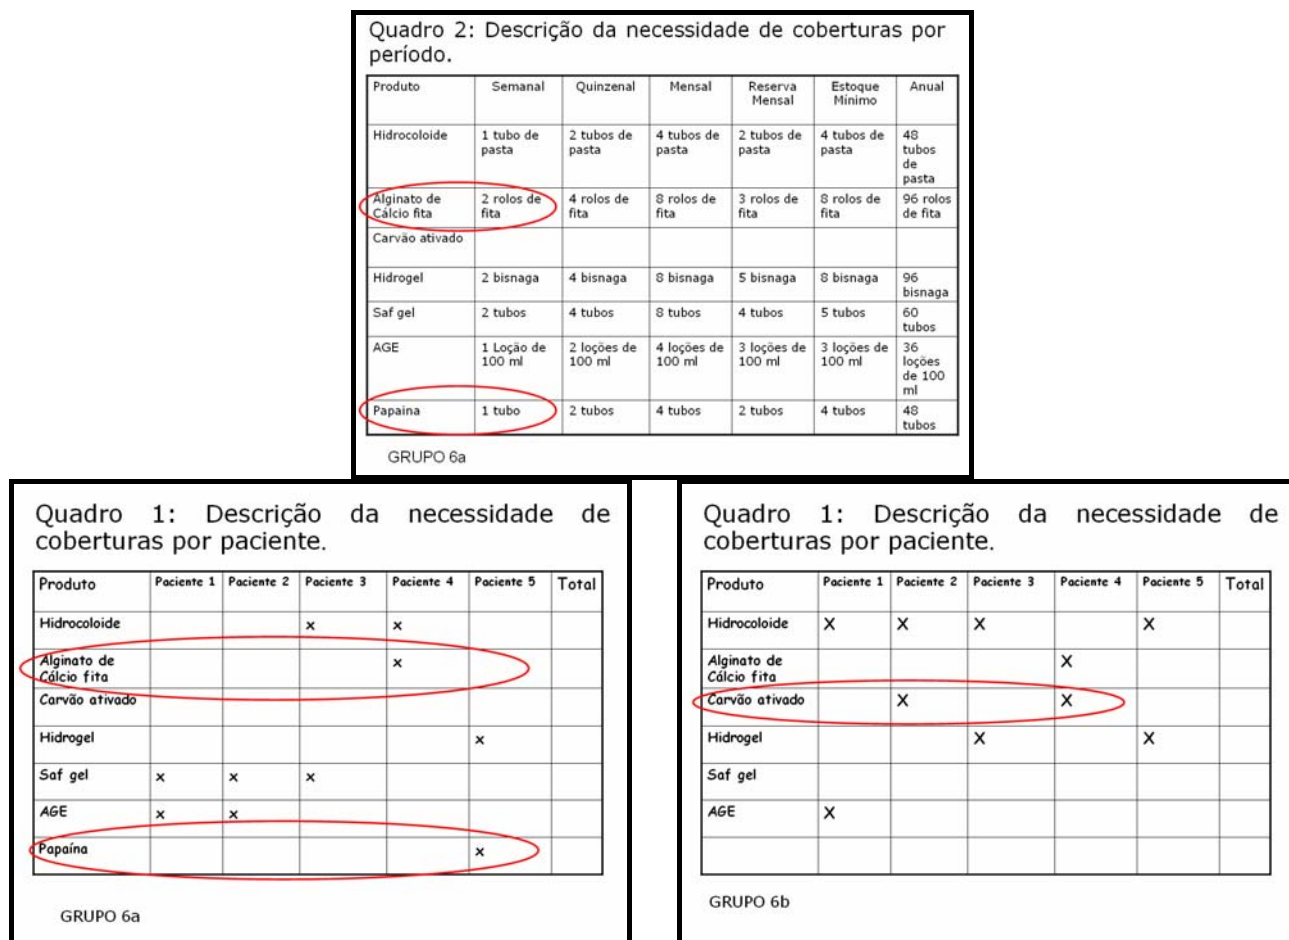 Quadro 2: Descrição da necessidade de coberturas por
período.
Produto Semanal Quinzenal Mensal Reserva Mensal Estoque Mínimo Anual
Hidrocoloide 1 tubo de pasta 2 tubos de pasta 4 tubos de pasta 2 tubos de pasta 4 tubos de pasta 48 tubos de pasta
Alginato de Cálcio fita 2 rolos de fita 4 rolos de fita 8 rolos de fita 3 rolos de fita 8 rolos de fita 96 rolos de fita
Carvão ativado
Hidrogel 2 bisnaga 4 bisnaga 8 bisnaga 5 bisnaga 8 bisnaga 96 bisnaga
Saf gel 2 tubos 4 tubos 8 tubos 4 tubos 5 tubos 60 tubos
AGE 1 Loção de 100 ml 2 loções de 100 ml 4 loções de 100 ml 3 loções de 100 ml 3 loções de 100 ml 36 loções de 100 ml
Papaina 1 tubo 2 tubos 4 tubos 2 tubos 4 tubos 48 tubos
GRUPO 6a
Quadro 1: Descrição da necessidade de
coberturas por paciente.
Produto Paciente 1 Paciente 2 Paciente 3 Paciente 4 Paciente 5 Total
Hidrocoloide x x
Alginato de Cálcio fita x
Carvão ativado
Hidrogel x
Saf gel x x x
AGE x x
Papaína x
GRUPO 6a
Quadro 1: Descrição da necessidade de
coberturas por paciente.
Produto Paciente 1 Paciente 2 Paciente 3 Paciente 4 Paciente 5 Total
Hidrocoloide X X X X
Alginato de Cálcio fita X
Carvão ativado X X
Hidrogel X X
Saf gel
AGE X
GRUPO 6b